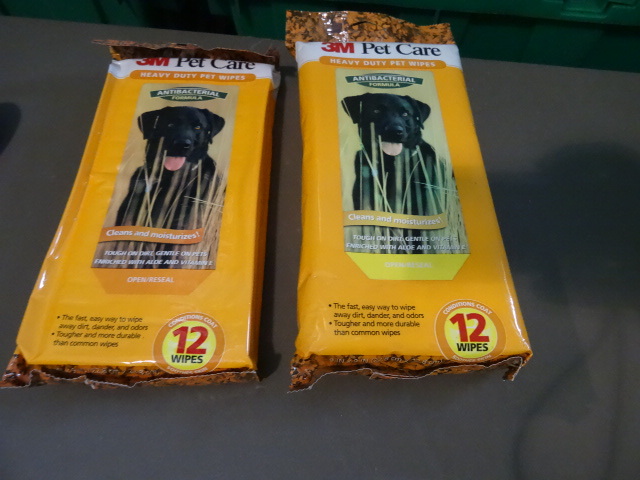 3M Pet Care
HEAVY DUTY PET WIPES
ANTIBACTERIAL
FORMULA
Cleans and moisturizes!
TOUGH ON DIRT, GENTLE ON PETS
ENRICHED WITH ALOE AND VITAMIN E
OPEN/RESEAL
• The fast, easy way to wipe
away dirt, dander, and odors
• Tougher and more durable
than common wipes
CONDITIONS COAT
12
WIPES
3M Pet Care
HEAVY DUTY PET WIPES
ANTIBACTERIAL
FORMULA
Cleans and moisturizes!
TOUGH ON DIRT, GENTLE ON PETS
ENRICHED WITH ALOE AND VITAMIN E
OPEN/RESEAL
• The fast, easy way to wipe
away dirt, dander, and odors
• Tougher and more durable
than common wipes
CONDITIONS COAT
12
WIPES